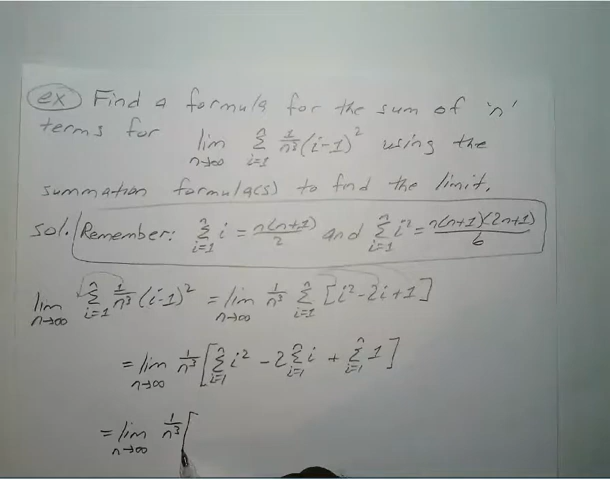 ex Find a formula for the sum of 'n'
terms for lim n→∞ ∑ i=1 n 1/n³ (i-1)² using the
summation formula(s) to find the limit.
sol. Remember: ∑ i=1 n i = n(n+1)/2 and ∑ i=1 n i² = n(n+1)(2n+1)/6
lim n→∞ ∑ i=1 n 1/n³ (i-1)² = lim n→∞ 1/n³ ∑ i=1 n [i²-2i+1]
= lim n→∞ 1/n³ [∑ i=1 n i² - 2∑ i=1 n i + ∑ i=1 n 1]
= lim n→∞ 1/n³ [